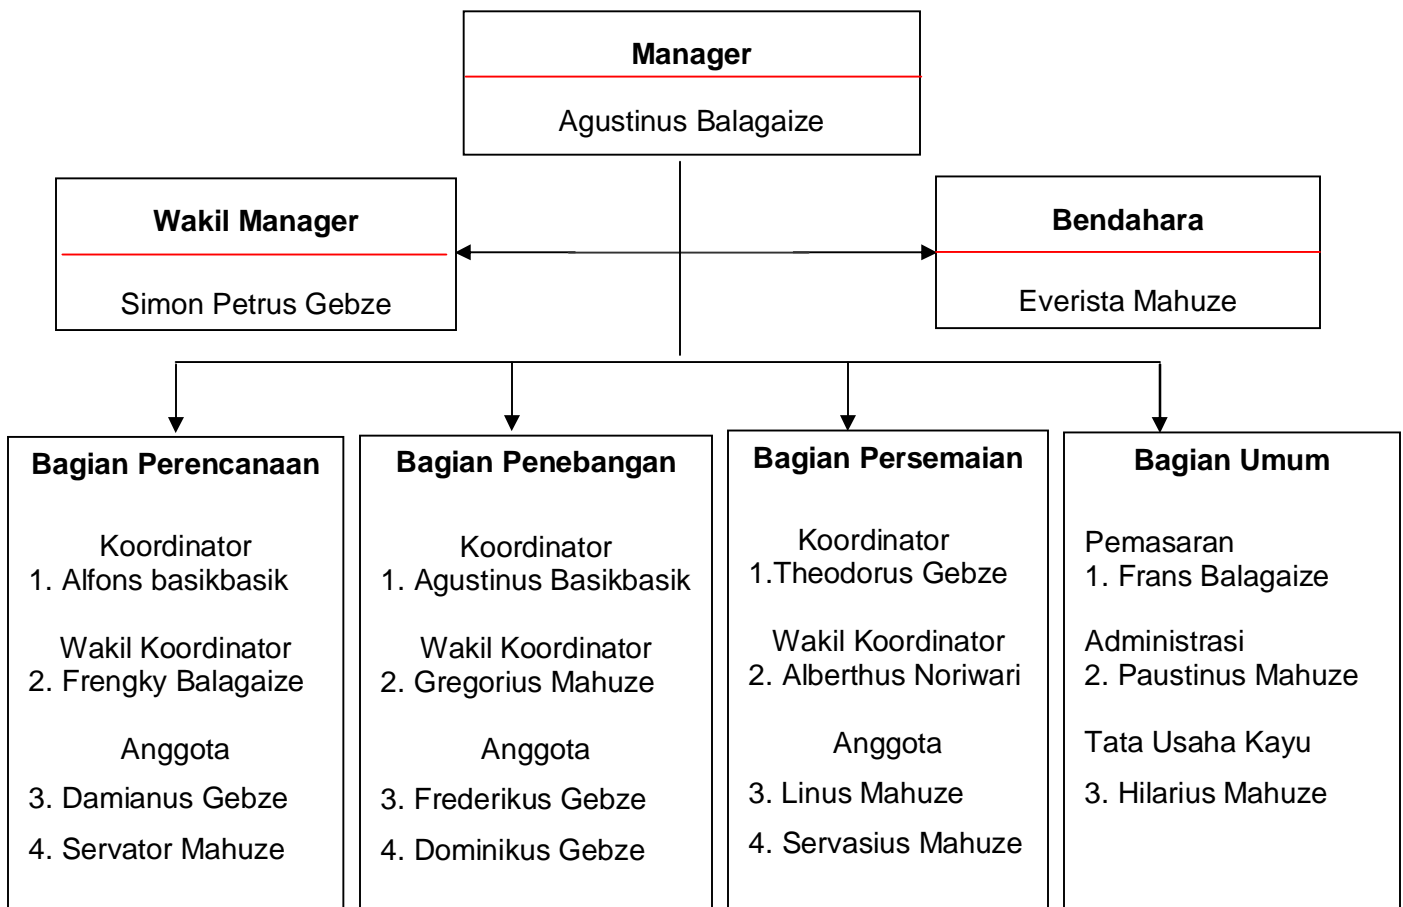 Manager
Agustinus Balagaize
Wakil Manager
Simon Petrus Gebze
Bendahara
Everista Mahuze
Bagian Perencanaan
Koordinator
1. Alfons basikbasik
Wakil Koordinator
2. Frengky Balagaize
Anggota
3. Damianus Gebze
4. Servator Mahuze
Bagian Penebangan
Koordinator
1. Agustinus Basikbasik
Wakil Koordinator
2. Gregorius Mahuze
Anggota
3. Frederikus Gebze
4. Dominikus Gebze
Bagian Persemaian
Koordinator
1.Theodorus Gebze
Wakil Koordinator
2. Alberthus Noriwari
Anggota
3. Linus Mahuze
4. Servasius Mahuze
Bagian Umum
Pemasaran
1. Frans Balagaize
Administrasi
2. Paustinus Mahuze
Tata Usaha Kayu
3. Hilarius Mahuze